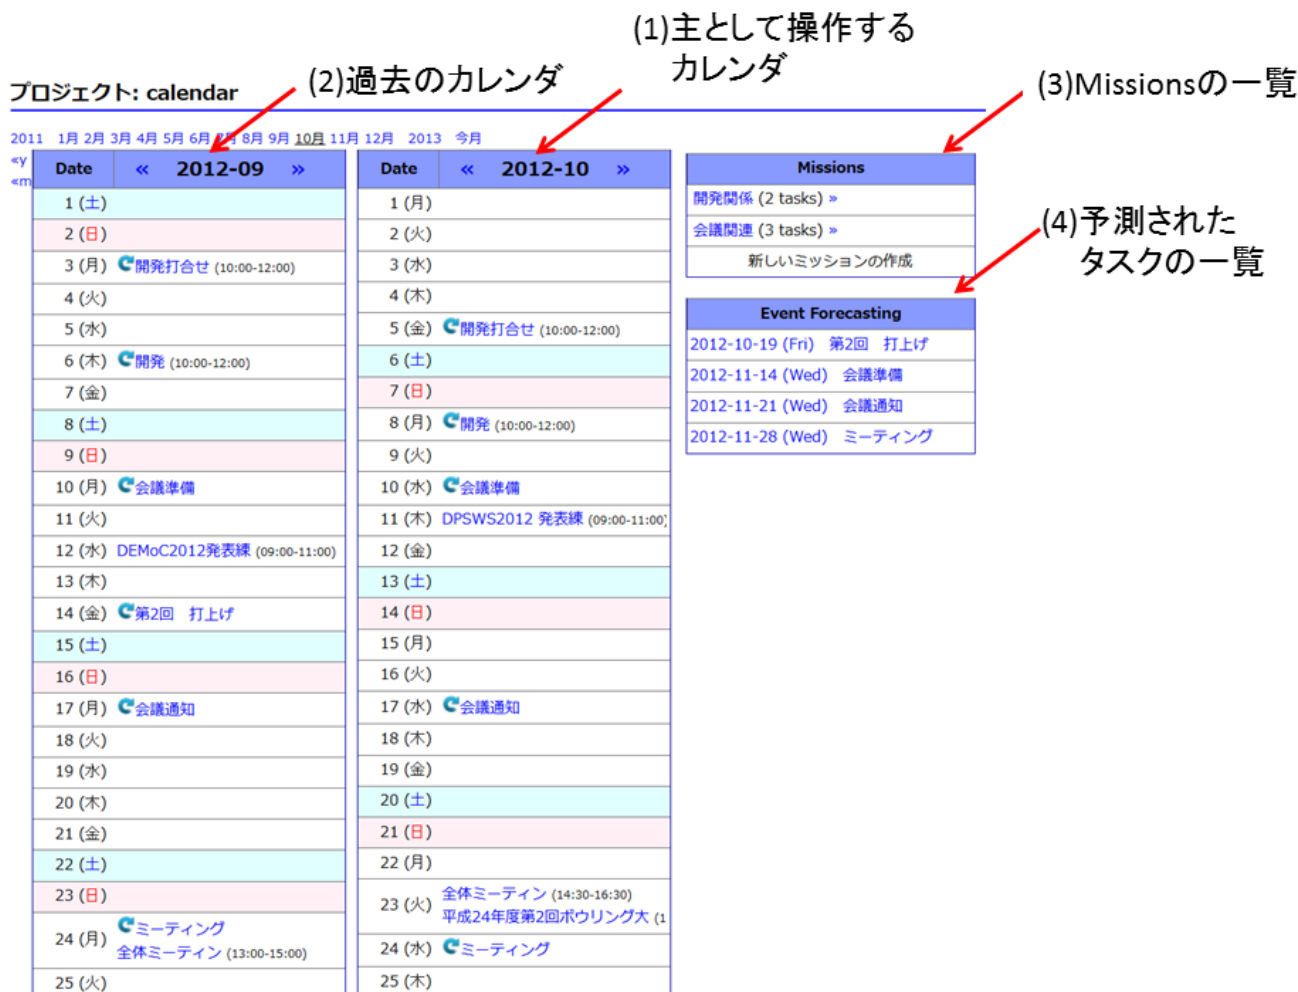 (1)主として操作する
カレンダ
(2)過去のカレンダ
(3)Missionsの一覧
プロジェクト: calendar
2011 1月 2月 3月 4月 5月 6月 7月 8月 9月 10月 11月 12月 2013 今月
«y
«m
Date « 2012-09 »
1 (土)
2 (日)
3 (月) 開発打合せ (10:00-12:00)
4 (火)
5 (水)
6 (木) 開発 (10:00-12:00)
7 (金)
8 (土)
9 (日)
10 (月) 会議準備
11 (火)
12 (水) DEMoC2012発表練 (09:00-11:00)
13 (木)
14 (金) 第2回 打上げ
15 (土)
16 (日)
17 (月) 会議通知
18 (火)
19 (水)
20 (木)
21 (金)
22 (土)
23 (日)
24 (月) ミーティング
全体ミーティン (13:00-15:00)
25 (火)
Date « 2012-10 »
1 (月)
2 (火)
3 (水)
4 (木)
5 (金) 開発打合せ (10:00-12:00)
6 (土)
7 (日)
8 (月) 開発 (10:00-12:00)
9 (火)
10 (水) 会議準備
11 (木) DPSWS2012 発表練 (09:00-11:00)
12 (金)
13 (土)
14 (日)
15 (月)
16 (火)
17 (水) 会議通知
18 (木)
19 (金)
20 (土)
21 (日)
22 (月)
23 (火) 全体ミーティン (14:30-16:30)
平成24年度第2回ボウリング大 (1
24 (水) ミーティング
25 (木)
Missions
開発関係 (2 tasks) »
会議関連 (3 tasks) »
新しいミッションの作成
(4)予測された
タスクの一覧
Event Forecasting
2012-10-19 (Fri) 第2回 打上げ
2012-11-14 (Wed) 会議準備
2012-11-21 (Wed) 会議通知
2012-11-28 (Wed) ミーティング